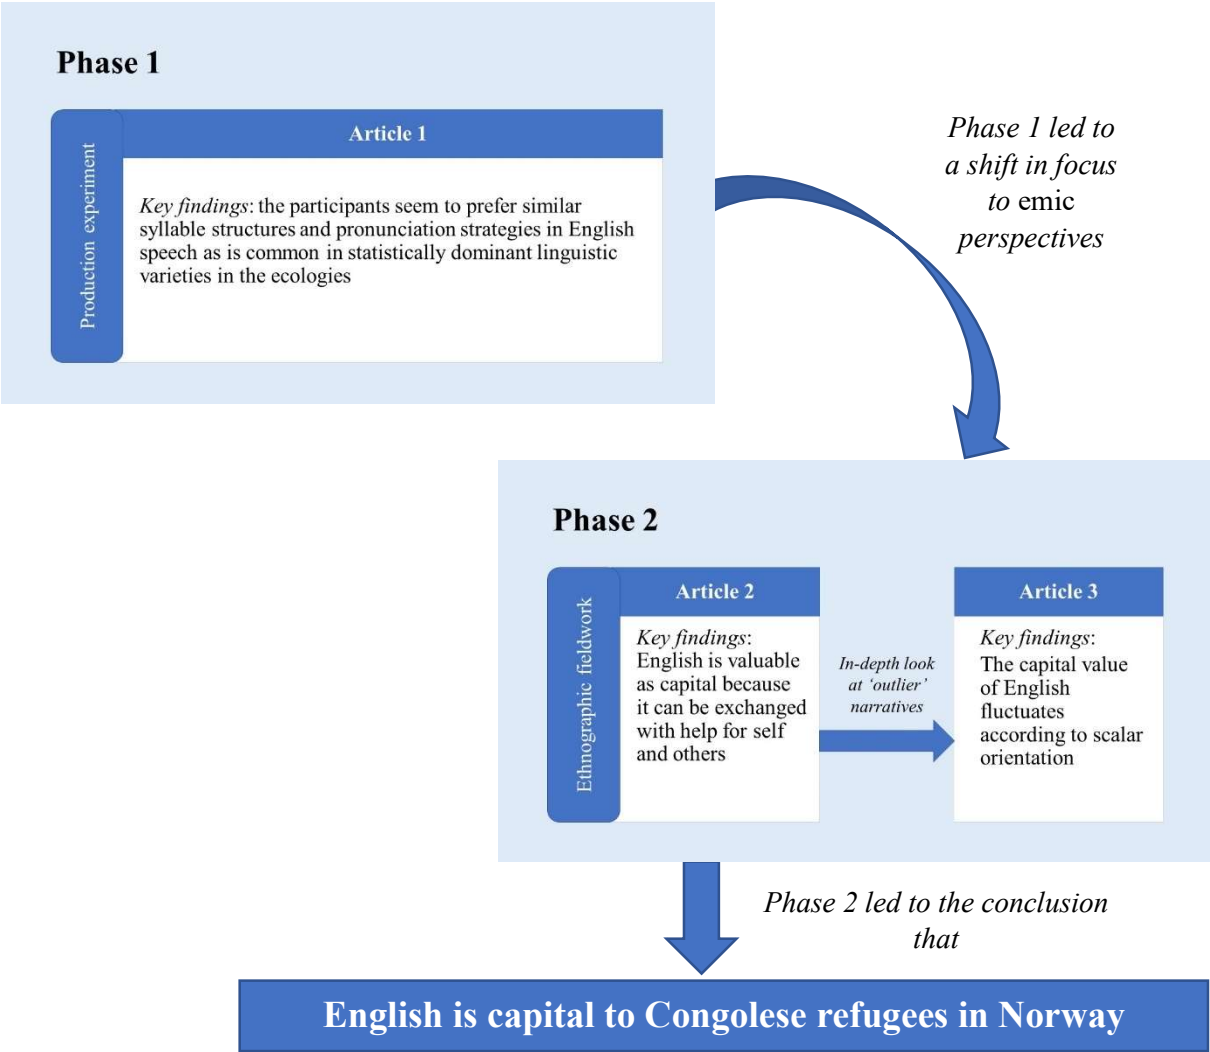 Phase 1
Production experiment
Article 1
Key findings: the participants seem to prefer similar
syllable structures and pronunciation strategies in English
speech as is common in statistically dominant linguistic
varieties in the ecologies
Phase 1 led to
a shift in focus
to emic
perspectives
Phase 2
Ethnographic fieldwork
Article 2
Key findings:
English is valuable
as capital because
it can be exchanged
with help for self
and others
In-depth look
at ‘outlier’
narratives
Article 3
Key findings:
The capital value
of English
fluctuates
according to scalar
orientation
Phase 2 led to the conclusion
that
English is capital to Congolese refugees in Norway